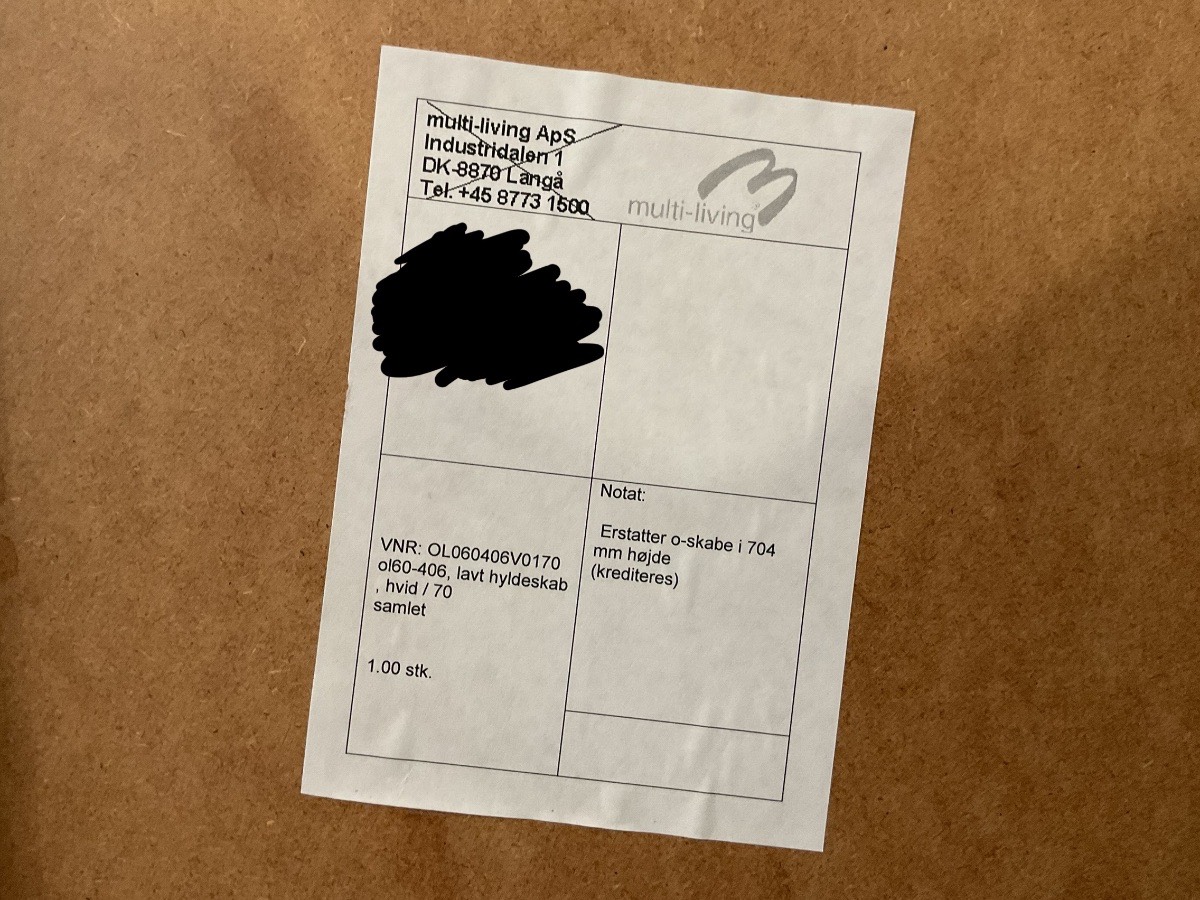 multi-living ApS
Industridalen 1
DK-8870 Langå
Tel. +45 8773 1500
multi-living
Notat:
Erstatter o-skabe i 704
mm højde
(krediteres)
VNR: OL060406V0170
ol60-406, lavt hyldeskab
, hvid / 70
samlet
1.00 stk.